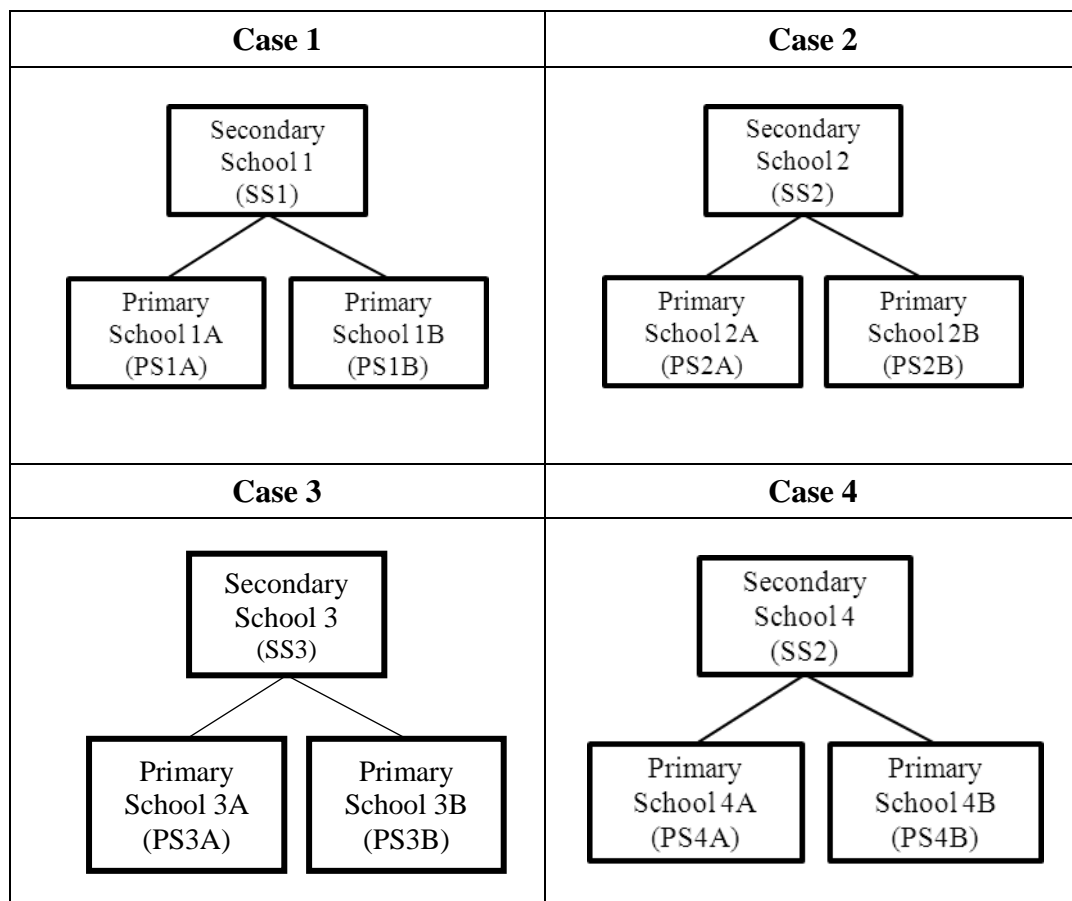 Case 1
Case 2
Secondary
School 1
(SS1)
Primary
School 1A
(PS1A)
Primary
School 1B
(PS1B)
Secondary
School 2
(SS2)
Primary
School 2A
(PS2A)
Primary
School 2B
(PS2B)
Case 3
Case 4
Secondary
School 3
(SS3)
Primary
School 3A
(PS3A)
Primary
School 3B
(PS3B)
Secondary
School 4
(SS2)
Primary
School 4A
(PS4A)
Primary
School 4B
(PS4B)